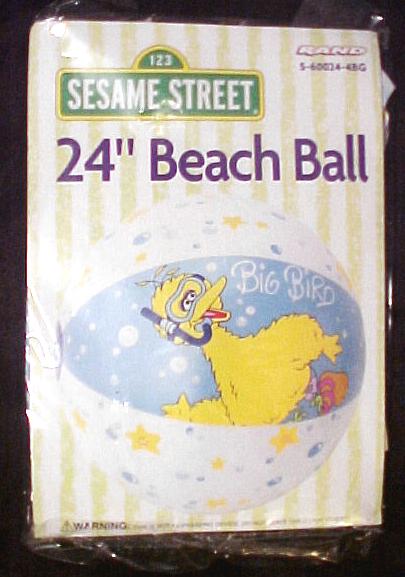 123
SESAME STREET
RAND
S-60024-4BG
24" Beach Ball
BIG BIRD
WARNING: